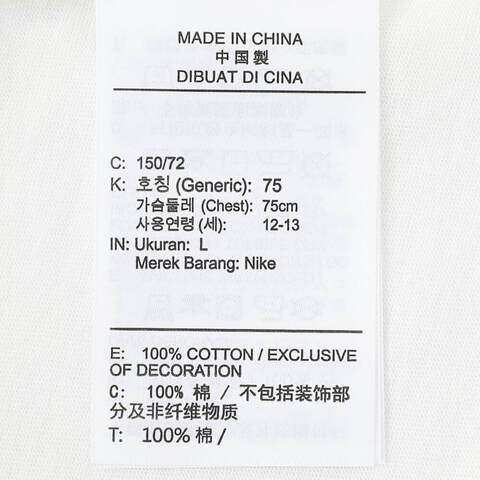 MADE IN CHINA
中國製
DIBUAT DI CINA
C: 150/72
K: 호칭 (Generic): 75
가슴둘레 (Chest): 75cm
사용연령 (세): 12-13
IN: Ukuran: L
Merek Barang: Nike
E: 100% COTTON / EXCLUSIVE
OF DECORATION
C: 100% 棉 / 不包括装饰部
分及非纤维物质
T: 100% 棉 /